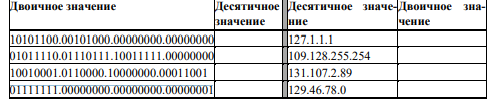 Двоичное значение Десятичное значение Десятичное значе-ние Двоичное зна-чение
10101100.00101000.00000000.00000000 127.1.1.1
01011110.01110111.10011111.00000000 109.128.255.254
10010001.0110000.10000000.00011001 131.107.2.89
01111111.00000000.00000000.00000001 129.46.78.0